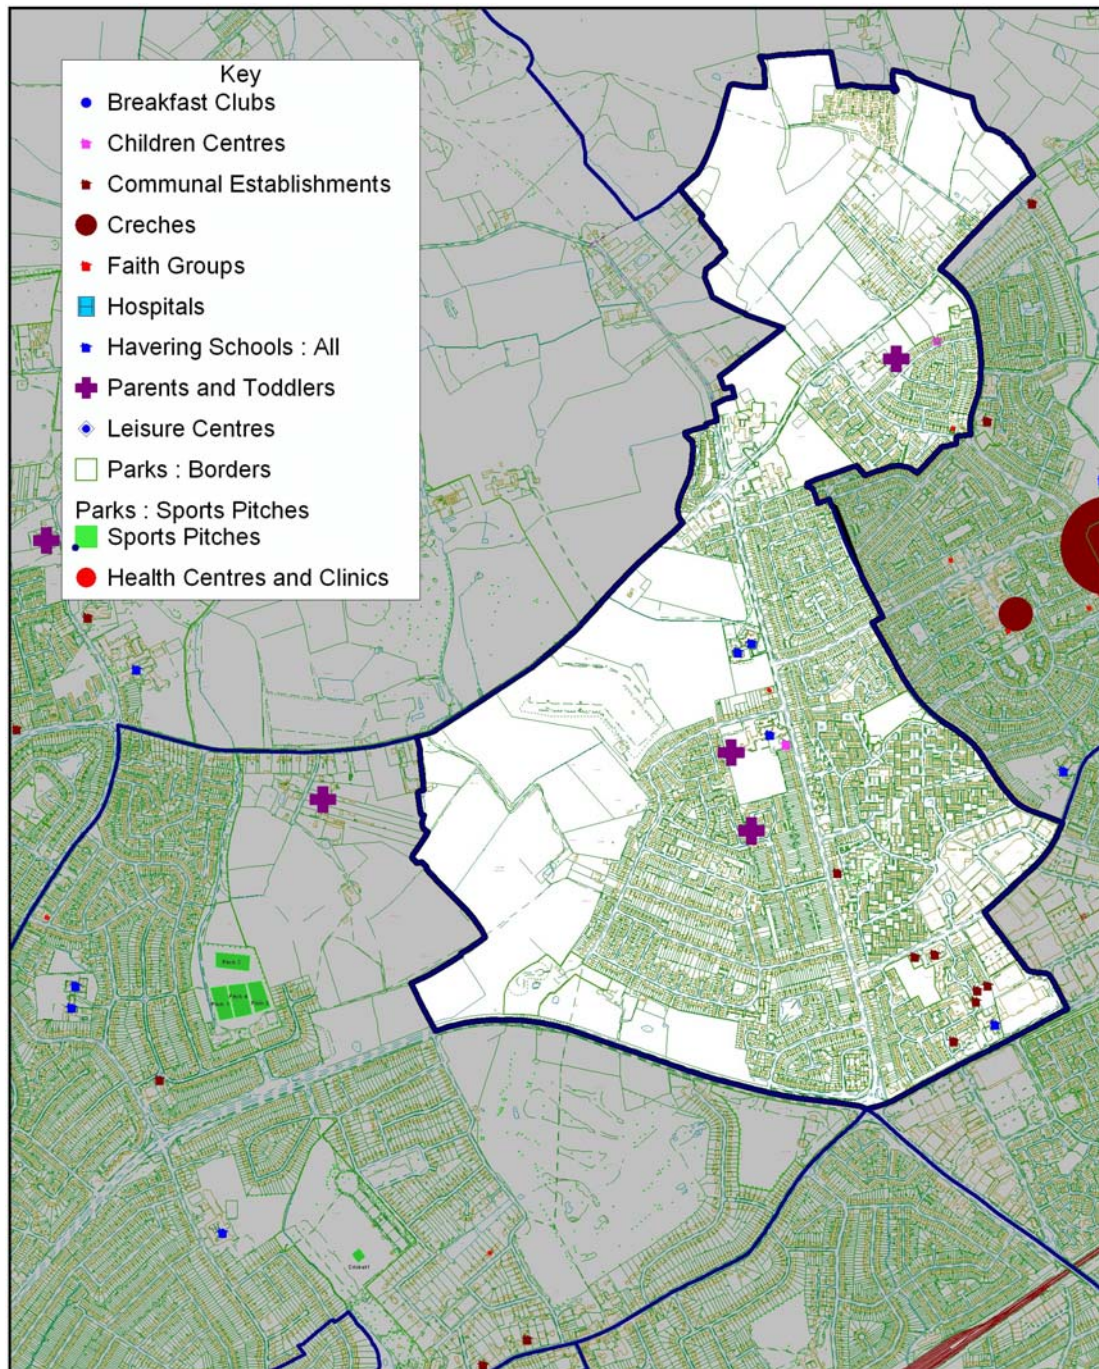 Key
Breakfast Clubs
Children Centres
Communal Establishments
Creches
Faith Groups
Hospitals
Havering Schools : All
Parents and Toddlers
Leisure Centres
Parks : Borders
Parks : Sports Pitches
Sports Pitches
Health Centres and Clinics